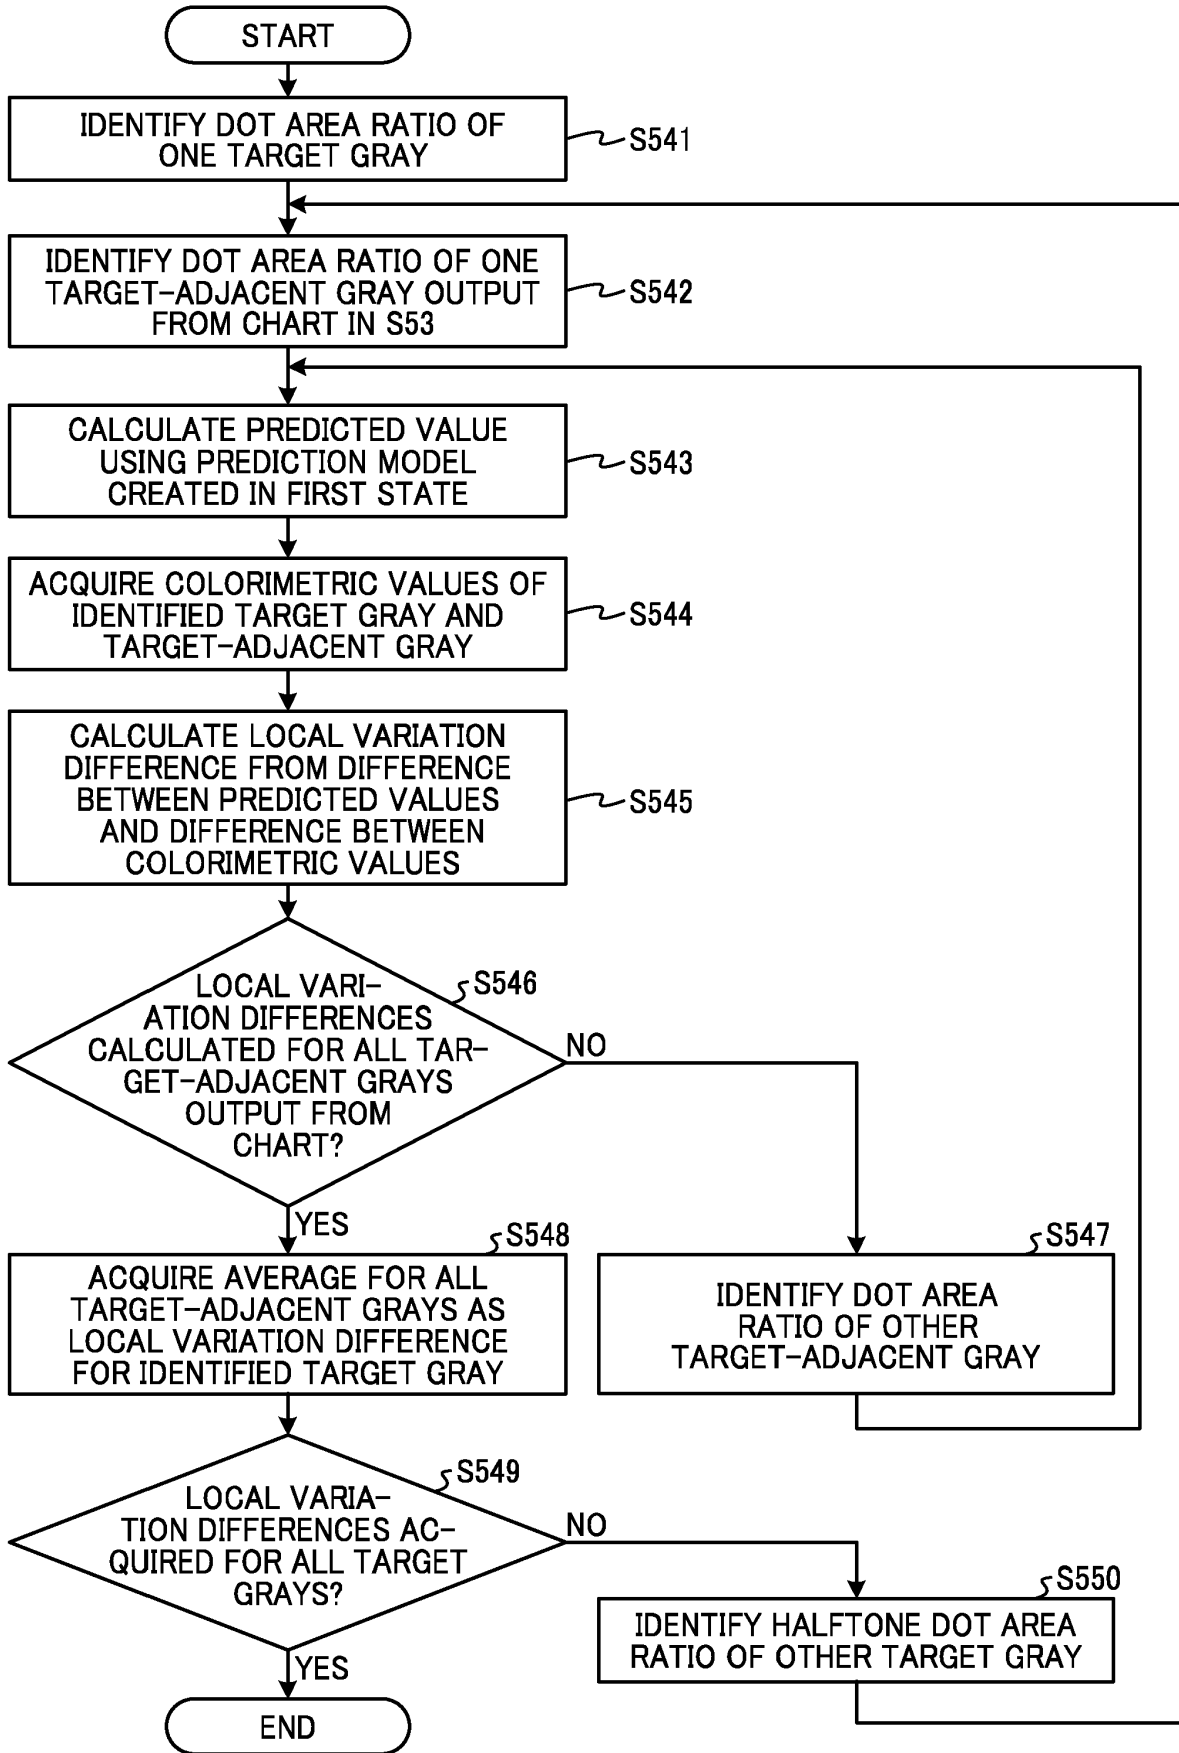 START
IDENTIFY DOT AREA RATIO OF
ONE TARGET GRAY
S541
IDENTIFY DOT AREA RATIO OF ONE
TARGET-ADJACENT GRAY OUTPUT
FROM CHART IN S53
S542
CALCULATE PREDICTED VALUE
USING PREDICTION MODEL
CREATED IN FIRST STATE
S543
ACQUIRE COLORIMETRIC VALUES OF
IDENTIFIED TARGET GRAY AND
TARGET-ADJACENT GRAY
S544
CALCULATE LOCAL VARIATION
DIFFERENCE FROM DIFFERENCE
BETWEEN PREDICTED VALUES
AND DIFFERENCE BETWEEN
COLORIMETRIC VALUES
S545
LOCAL VARI-
ATION DIFFERENCES
CALCULATED FOR ALL TAR-
GET-ADJACENT GRAYS
OUTPUT FROM
CHART?
S546
NO
YES
S547
IDENTIFY DOT AREA
RATIO OF OTHER
TARGET-ADJACENT GRAY
S548
ACQUIRE AVERAGE FOR ALL
TARGET-ADJACENT GRAYS AS
LOCAL VARIATION DIFFERENCE
FOR IDENTIFIED TARGET GRAY
S549
LOCAL VARIA-
TION DIFFERENCES AC-
QUIRED FOR ALL TARGET
GRAYS?
NO
S550
IDENTIFY HALFTONE DOT AREA
RATIO OF OTHER TARGET GRAY
YES
END